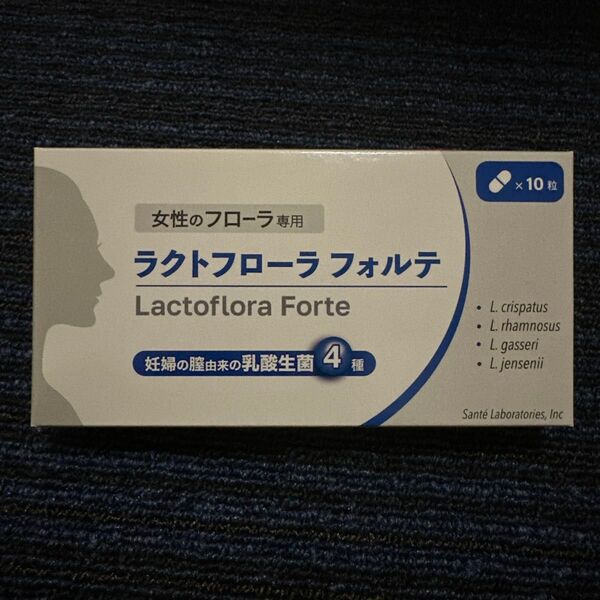 × 10 粒
女性のフローラ専用
ラクトフローラ フォルテ
Lactoflora Forte
妊婦の膣由来の乳酸生菌4種
• L. crispatus
• L. rhamnosus
• L. gasseri
• L. jensenii
Santé Laboratories, Inc